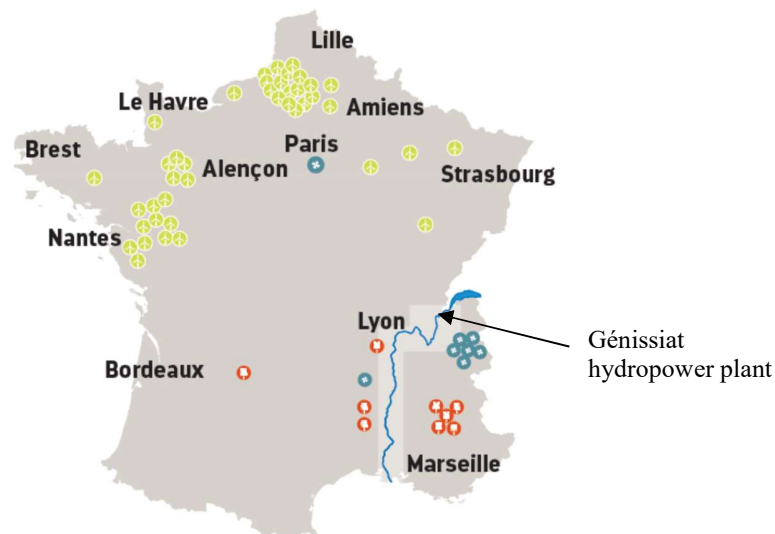 Lille
Le Havre
Amiens
Brest
Paris
Alençon
Strasbourg
Nantes
Lyon
Génissiat
hydropower plant
Bordeaux
Marseille